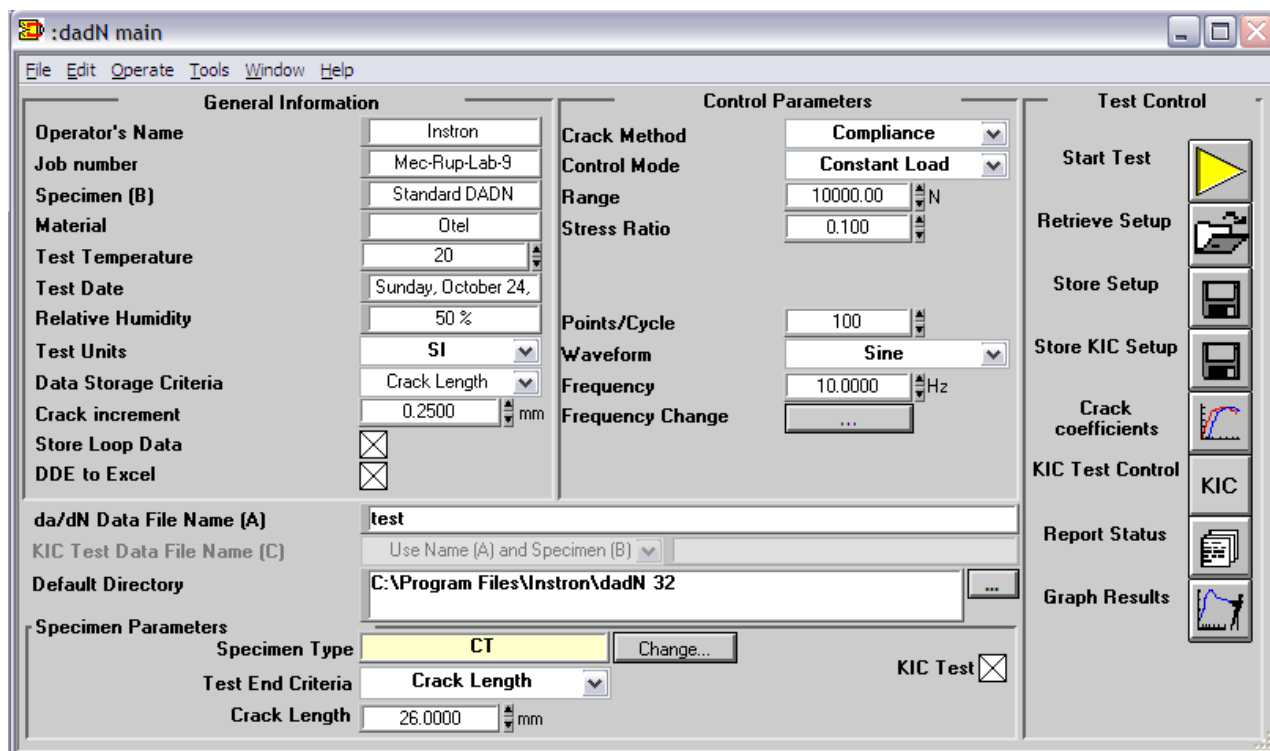 :dadN main
File Edit Operate Tools Window Help
General Information
Operator's Name Instron
Job number Mec-Rup-Lab-9
Specimen (B) Standard DADN
Material Otel
Test Temperature 20
Test Date Sunday, October 24,
Relative Humidity 50 %
Test Units SI
Data Storage Criteria Crack Length
Crack increment 0.2500 mm
Store Loop Data
DDE to Excel
Control Parameters
Crack Method Compliance
Control Mode Constant Load
Range 10000.00 N
Stress Ratio 0.100
Points/Cycle 100
Waveform Sine
Frequency 10.0000 Hz
Frequency Change ...
Test Control
Start Test
Retrieve Setup
Store Setup
Store KIC Setup
Crack
coefficients
KIC Test Control KIC
Report Status
Graph Results
da/dN Data File Name (A) test
KIC Test Data File Name (C) Use Name (A) and Specimen (B)
Default Directory C:\Program Files\Instron\dadN 32 ...
Specimen Parameters
Specimen Type CT Change...
Test End Criteria Crack Length
Crack Length 26.0000 mm
KIC Test